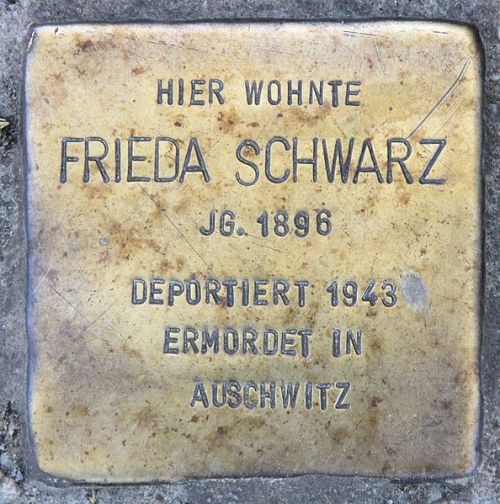 HIER WOHNTE
FRIEDA SCHWARZ
JG. 1896
DEPORTIERT 1943
ERMORDET IN
AUSCHWITZ